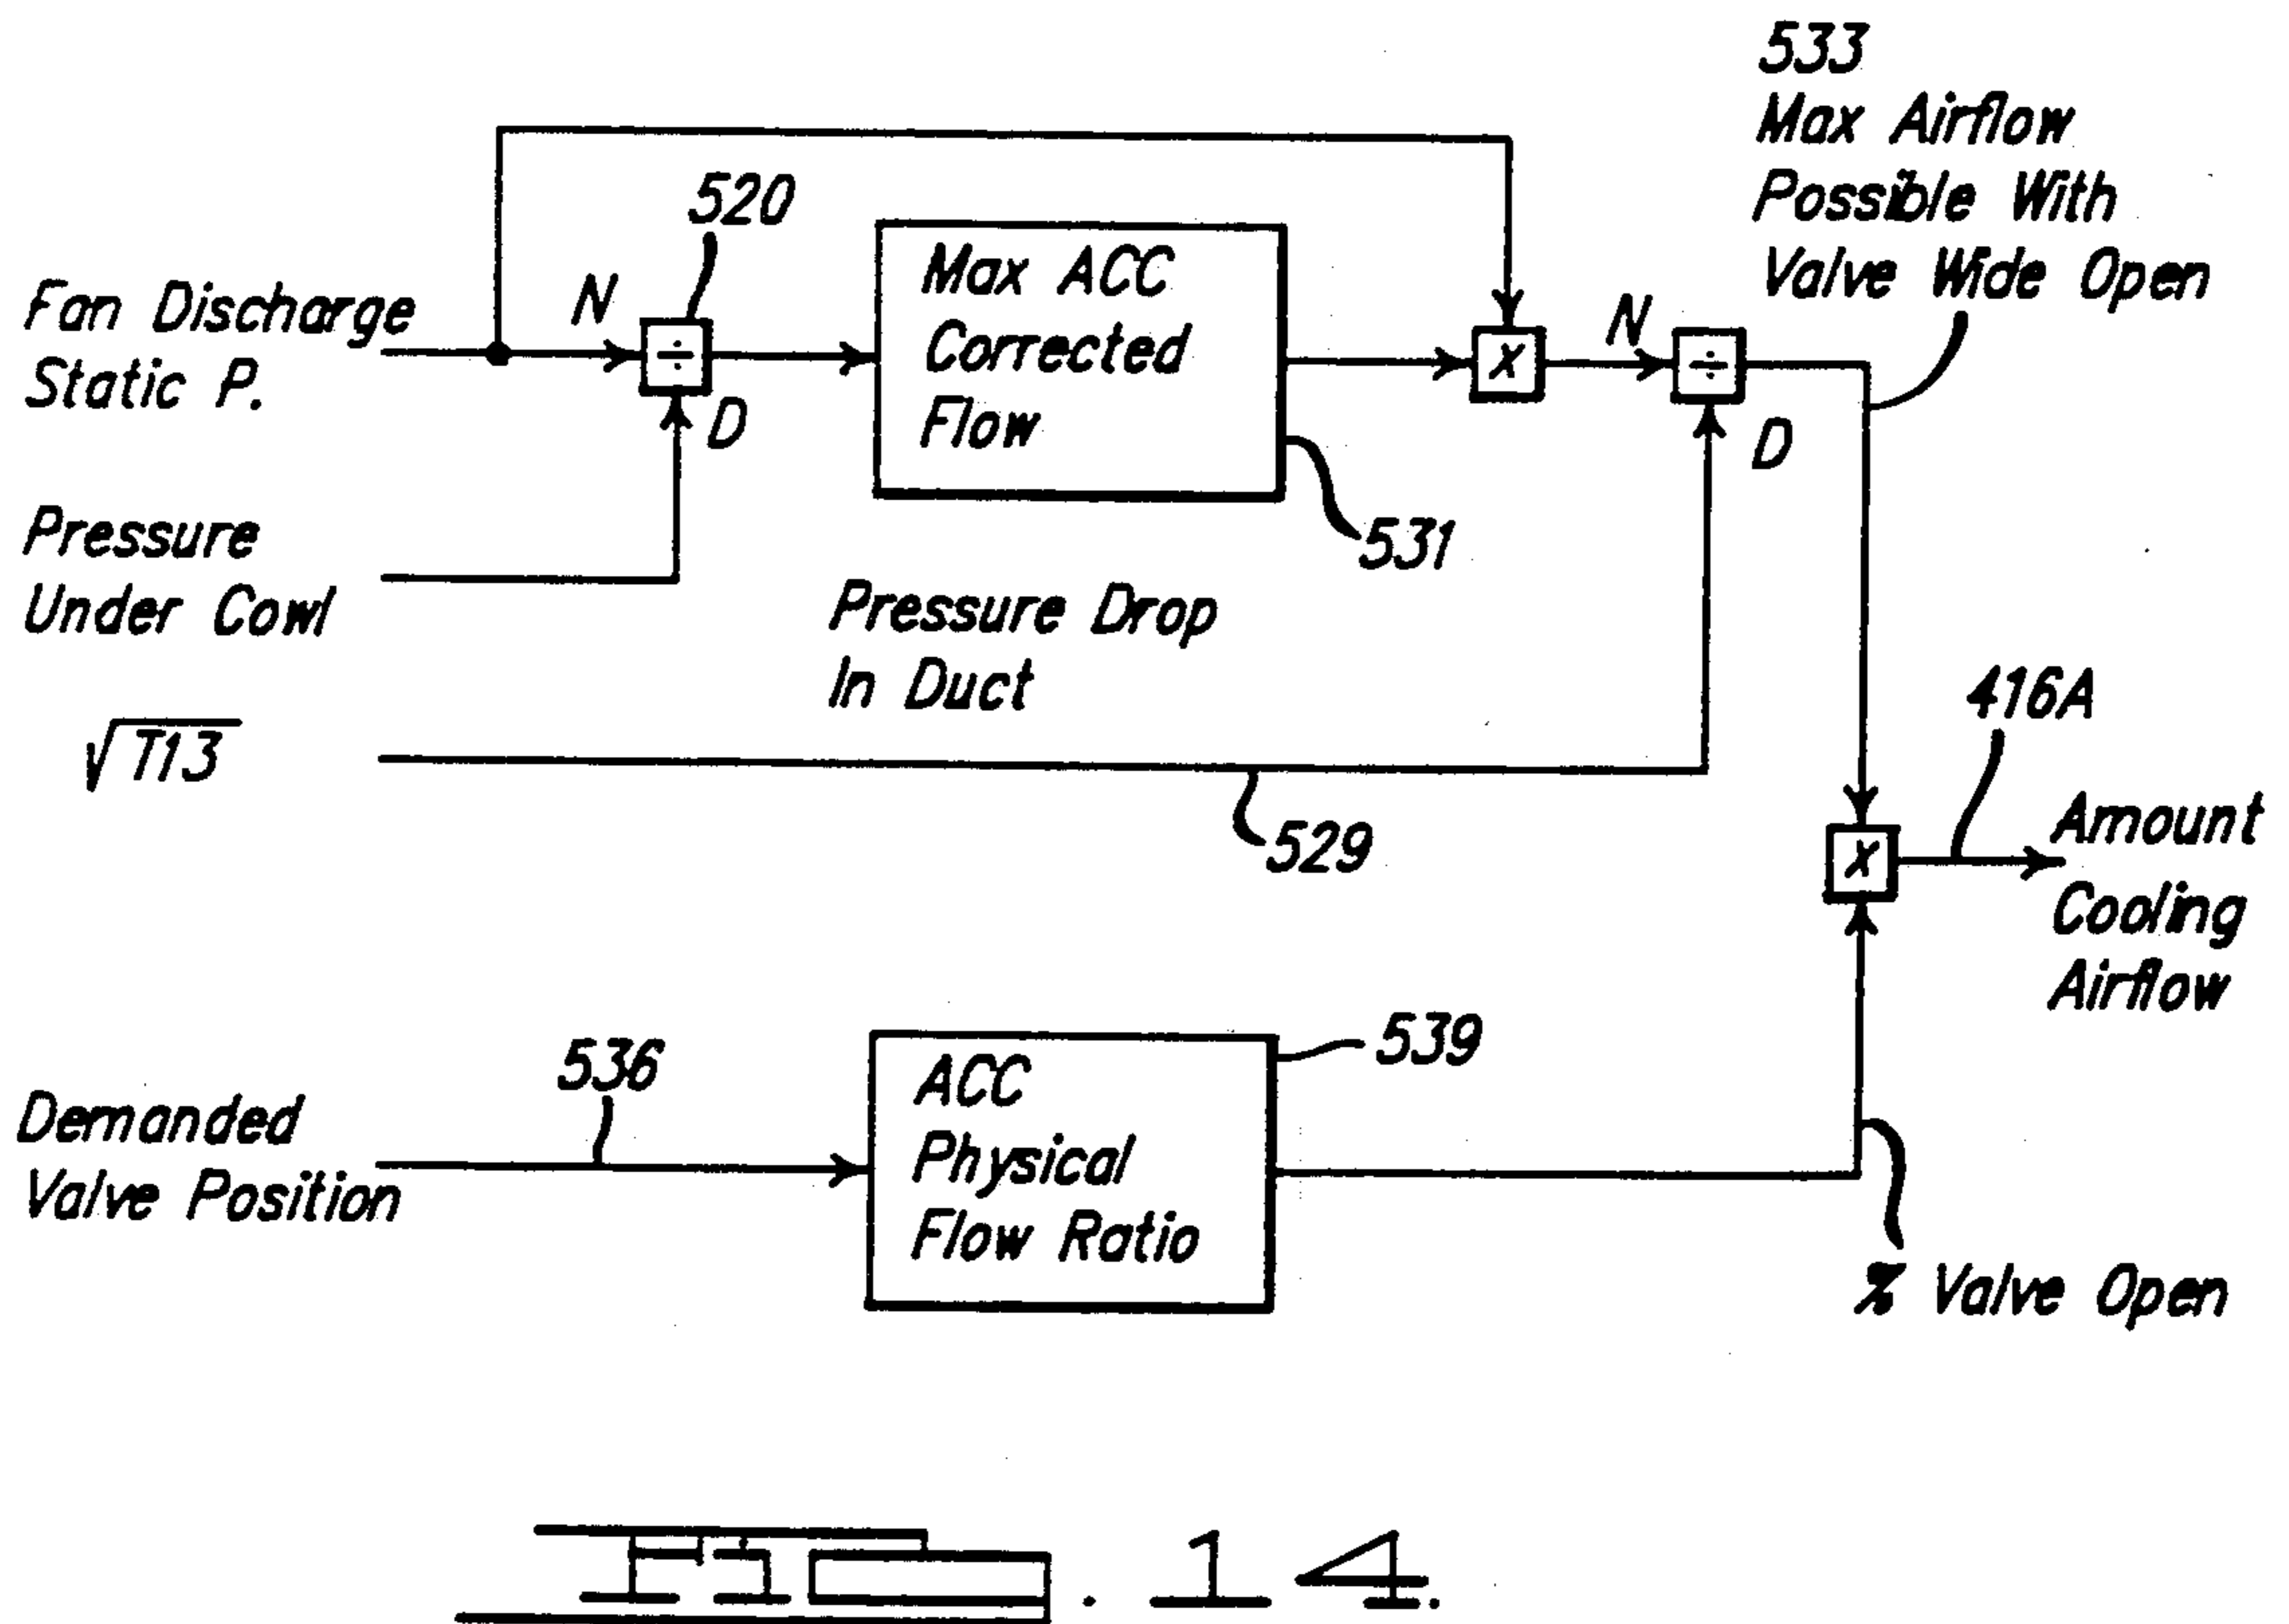 533
Max Airflow
Possible With
Valve Wide Open
520
Fan Discharge
Static P.
N
÷
D
Max ACC
Corrected
Flow
531
X
N
÷
D
Pressure
Under Cowl
Pressure Drop
In Duct
√T13
529
416A
X
Amount
Cooling
Airflow
Demanded
Valve Position
536
ACC
Physical
Flow Ratio
539
% Valve Open
FIG. 14.